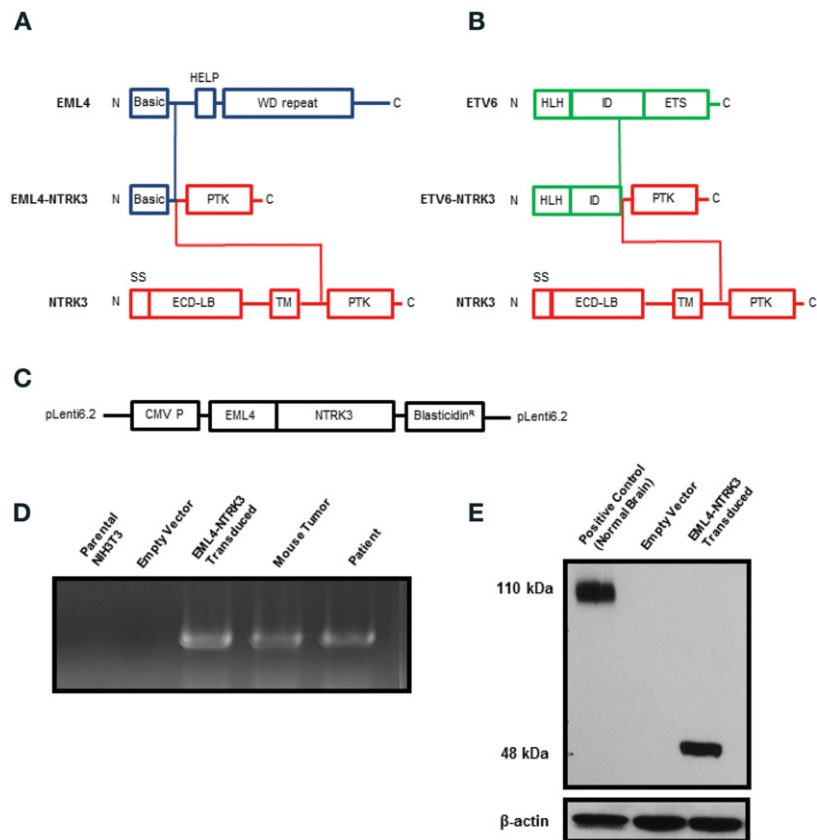 A
B
HELP
EML4 N Basic WD repeat C
ETV6 N HLH ID ETS C
EML4-NTRK3 N Basic PTK C
ETV6-NTRK3 N HLH ID PTK C
SS
NTRK3 N ECD-LB TM PTK C
SS
NTRK3 N ECD-LB TM PTK C
C
pLenti6.2 CMV P EML4 NTRK3 Blasticidinᴿ pLenti6.2
D
Parental
NIH3T3
Empty Vector
EML4-NTRK3
Transduced
Mouse Tumor
Patient
E
Positive Control
(Normal Brain)
Empty Vector
EML4-NTRK3
Transduced
110 kDa
48 kDa
β-actin